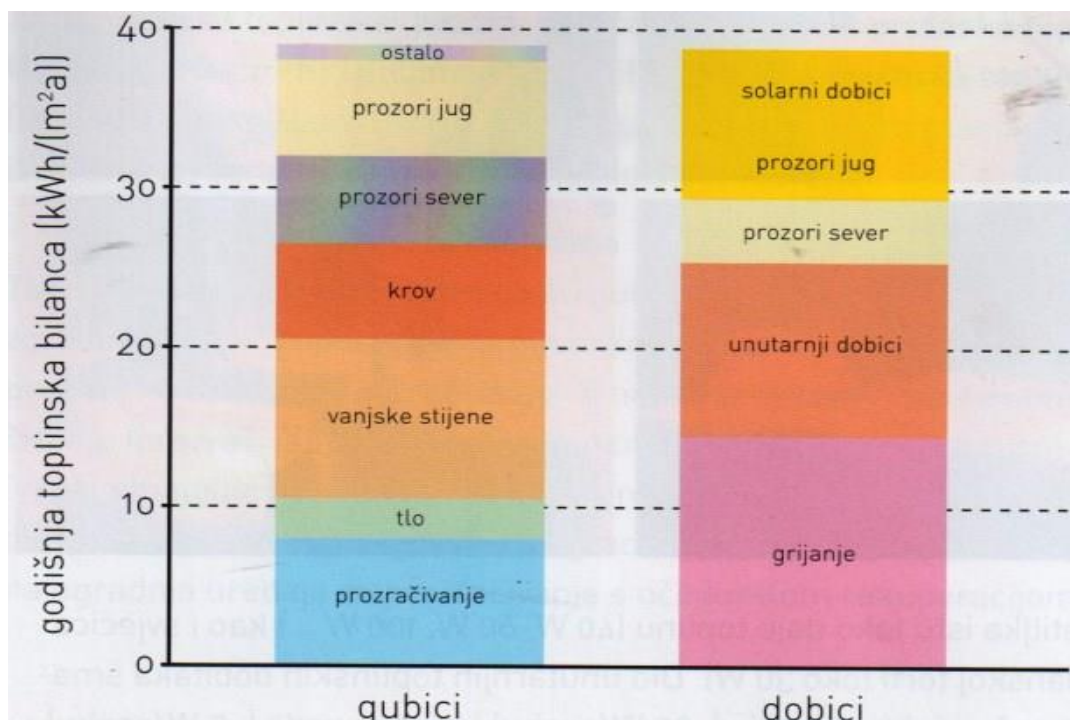 godišnja toplinska bilanca [kWh/(m²a)]
40
30
20
10
0
ostalo
prozori jug
prozori sever
krov
vanjske stijene
tlo
prozračivanje
qubici
solarni dobici
prozori jug
prozori sever
unutarnji dobici
grijanje
dobici